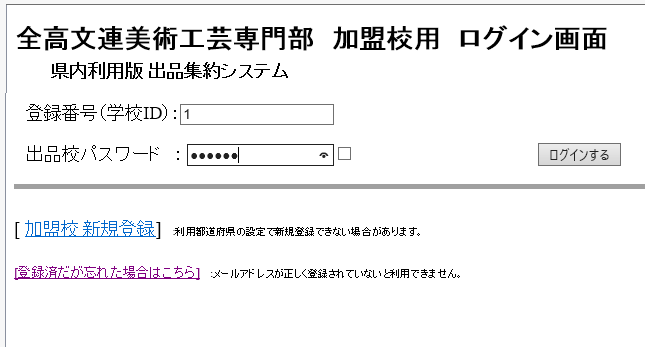 全高文連美術工芸専門部 加盟校用 ログイン画面
県内利用版 出品集約システム
登録番号(学校ID):1
出品校パスワード :●●●●●●
ログインする
[ 加盟校 新規登録] 利用都道府県の設定で新規登録できない場合があります。
[登録済だが忘れた場合はこちら] :メールアドレスが正しく登録されていないと利用できません。